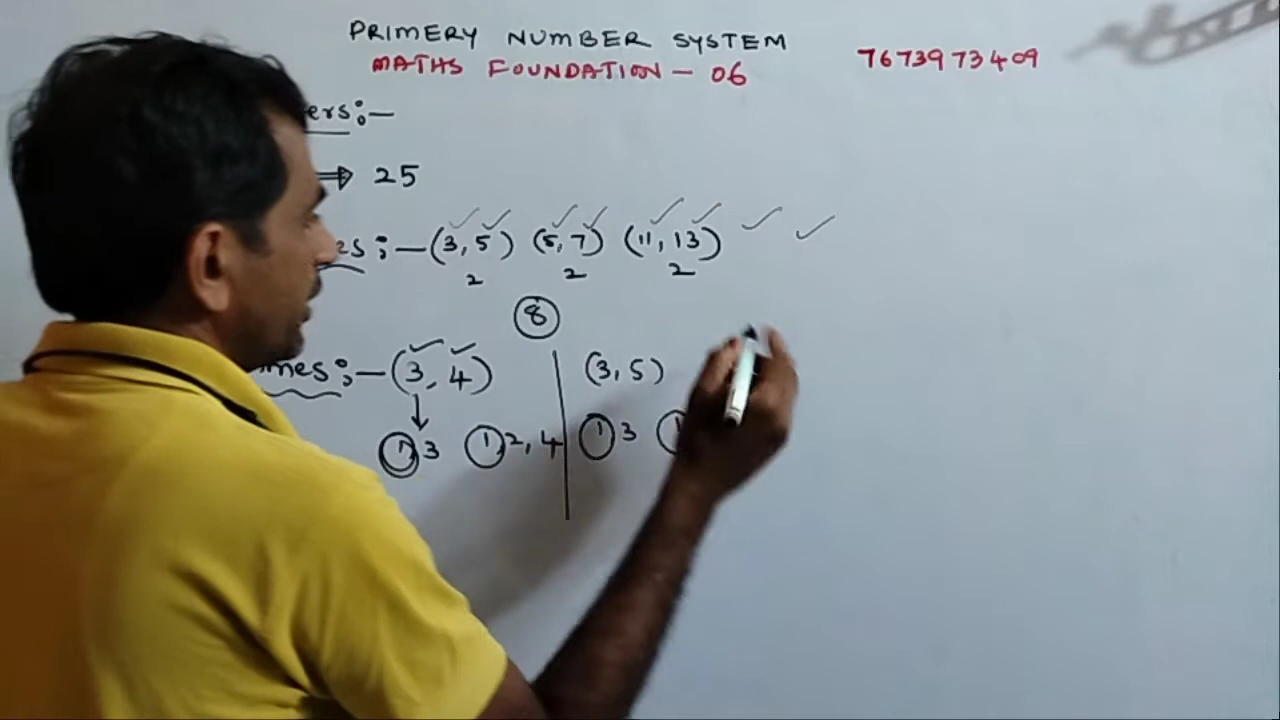 PRIMERY NUMBER SYSTEM
MATHS FOUNDATION - 06 7673973409
ers:-
⇒ 25
es:- (3, 5) (5, 7) (11, 13)
2 2 2
8
mes:- (3, 4) (3, 5)
1, 3 1, 2, 4 1 3 1